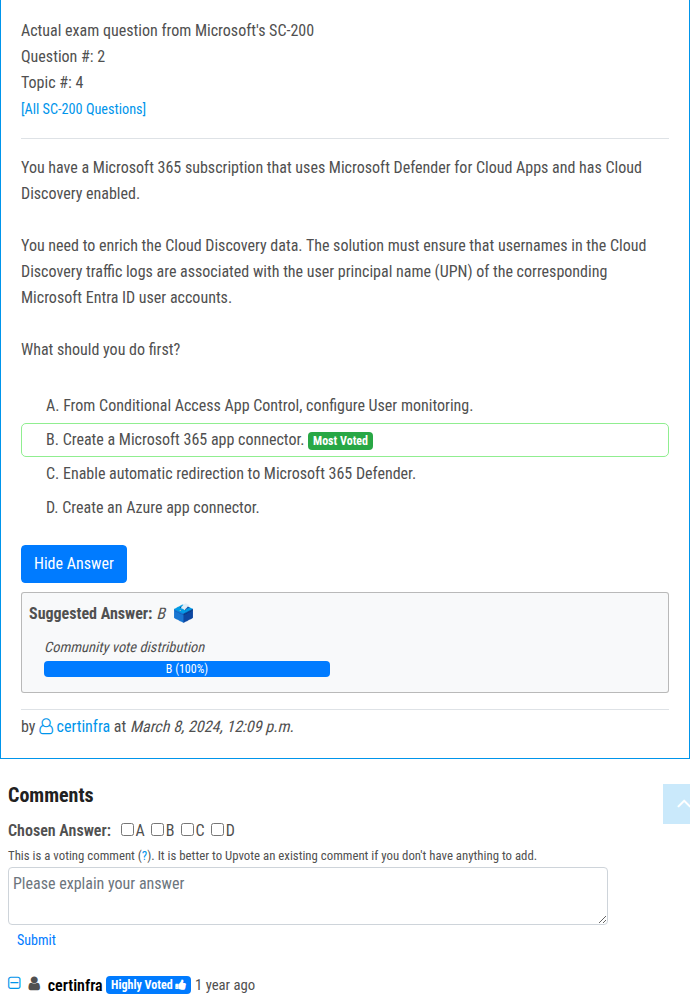 Actual exam question from Microsoft's SC-200
Question #: 2
Topic #: 4
[All SC-200 Questions]
You have a Microsoft 365 subscription that uses Microsoft Defender for Cloud Apps and has Cloud
Discovery enabled.
You need to enrich the Cloud Discovery data. The solution must ensure that usernames in the Cloud
Discovery traffic logs are associated with the user principal name (UPN) of the corresponding
Microsoft Entra ID user accounts.
What should you do first?
A. From Conditional Access App Control, configure User monitoring.
B. Create a Microsoft 365 app connector. Most Voted
C. Enable automatic redirection to Microsoft 365 Defender.
D. Create an Azure app connector.
Hide Answer
Suggested Answer: B
Community vote distribution
B (100%)
by certinfra at March 8, 2024, 12:09 p.m.
Comments
Chosen Answer: A B C D
This is a voting comment (?). It is better to Upvote an existing comment if you don't have anything to add.
Please explain your answer
Submit
certinfra Highly Voted 1 year ago